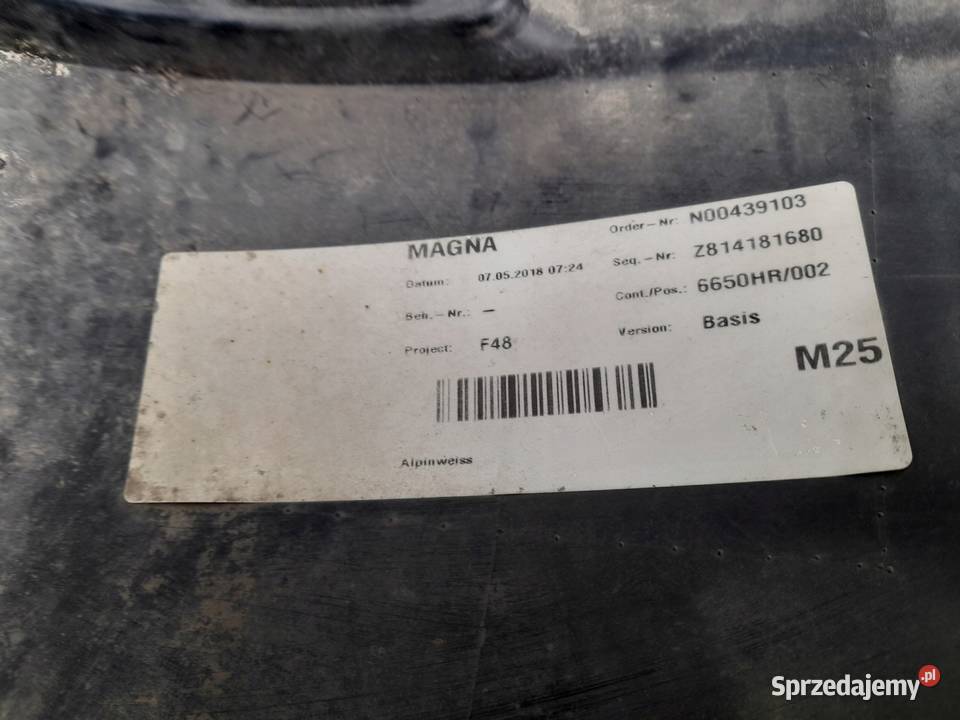 MAGNA
Datum: 07.05.2018 07:24
Beh.-Nr.: -
Project: F48
Order-Nr: N00439103
Seq.-Nr: Z814181680
Cont./Pos.: 6650HR/002
Version: Basis
M25
Alpinweiss
Sprzedajemy.pl